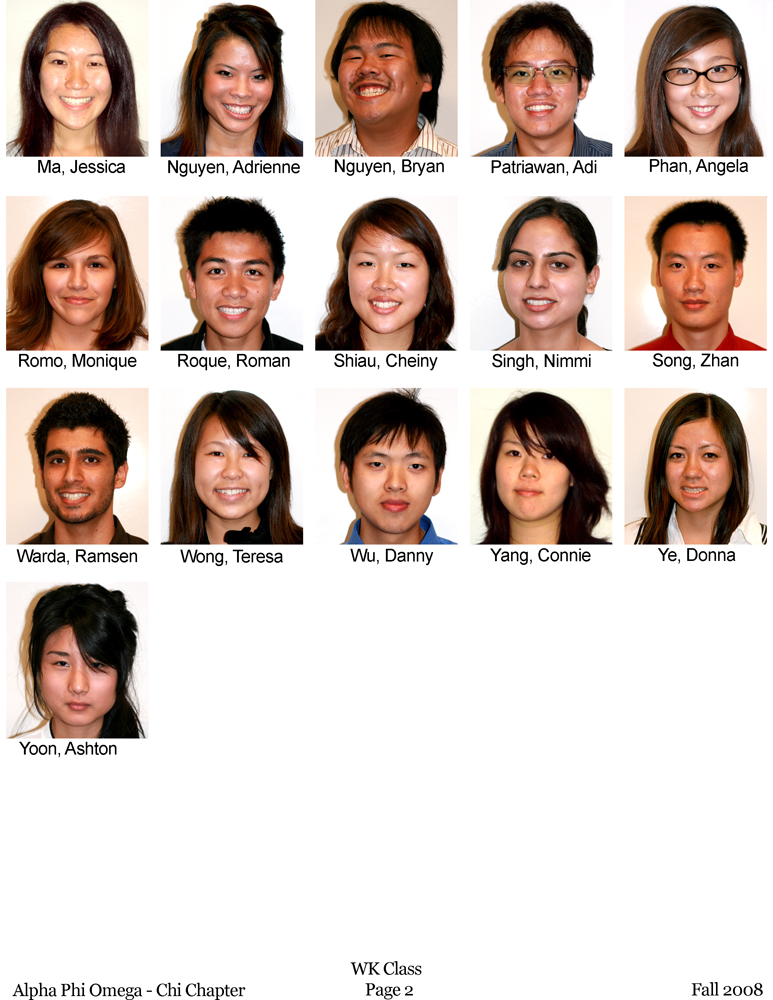 Ma, Jessica
Nguyen, Adrienne
Nguyen, Bryan
Patriawan, Adi
Phan, Angela
Romo, Monique
Roque, Roman
Shiau, Cheiny
Singh, Nimmi
Song, Zhan
Warda, Ramsen
Wong, Teresa
Wu, Danny
Yang, Connie
Ye, Donna
Yoon, Ashton
WK Class
Alpha Phi Omega - Chi Chapter
Page 2
Fall 2008